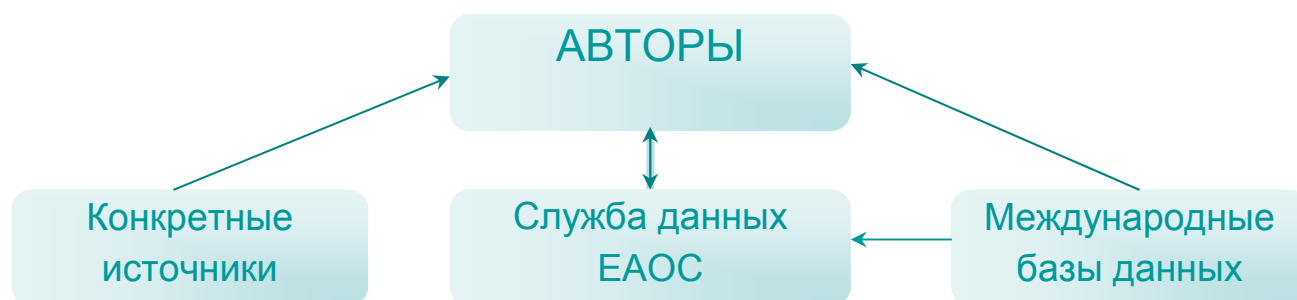 АВТОРЫ
Конкретные
источники
Служба данных
ЕАОС
Международные
базы данных